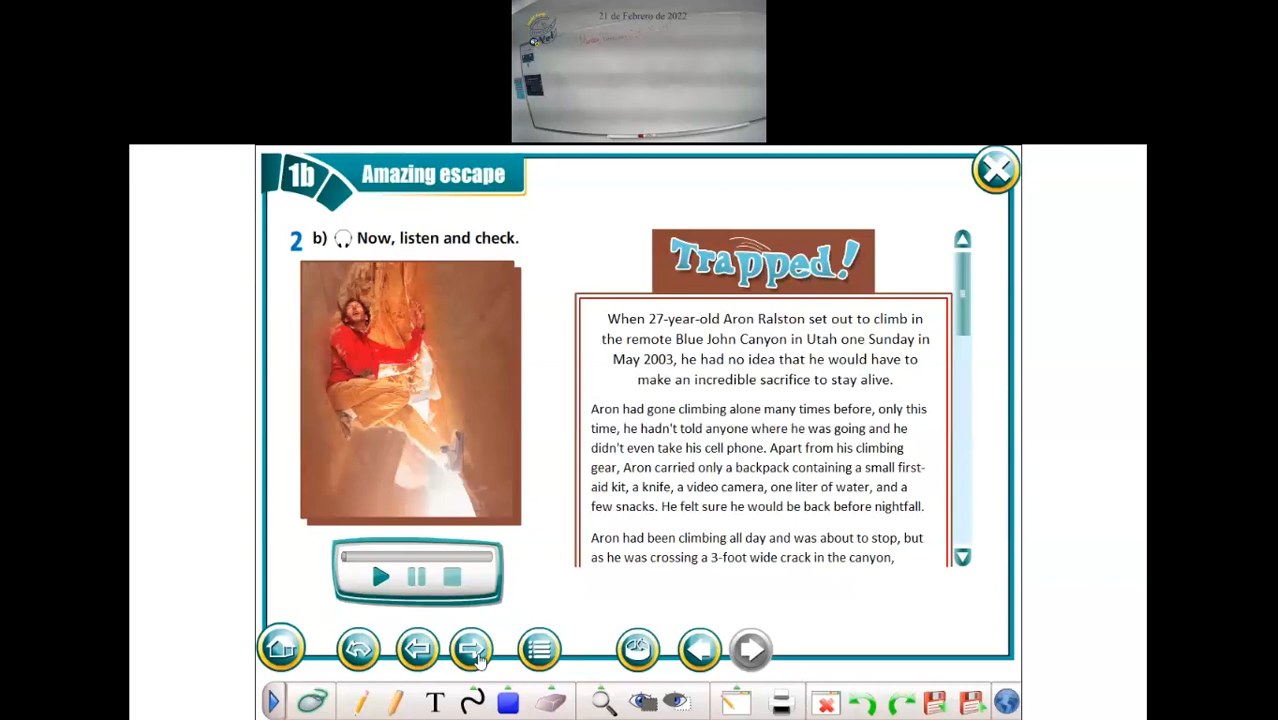 21 de Febrero de 2022
1b
Amazing escape
2 b) Now, listen and check.
Trapped!
When 27-year-old Aron Ralston set out to climb in
the remote Blue John Canyon in Utah one Sunday in
May 2003, he had no idea that he would have to
make an incredible sacrifice to stay alive.
Aron had gone climbing alone many times before, only this
time, he hadn't told anyone where he was going and he
didn't even take his cell phone. Apart from his climbing
gear, Aron carried only a backpack containing a small first-
aid kit, a knife, a video camera, one liter of water, and a
few snacks. He felt sure he would be back before nightfall.
Aron had been climbing all day and was about to stop, but
as he was crossing a 3-foot wide crack in the canyon,
T